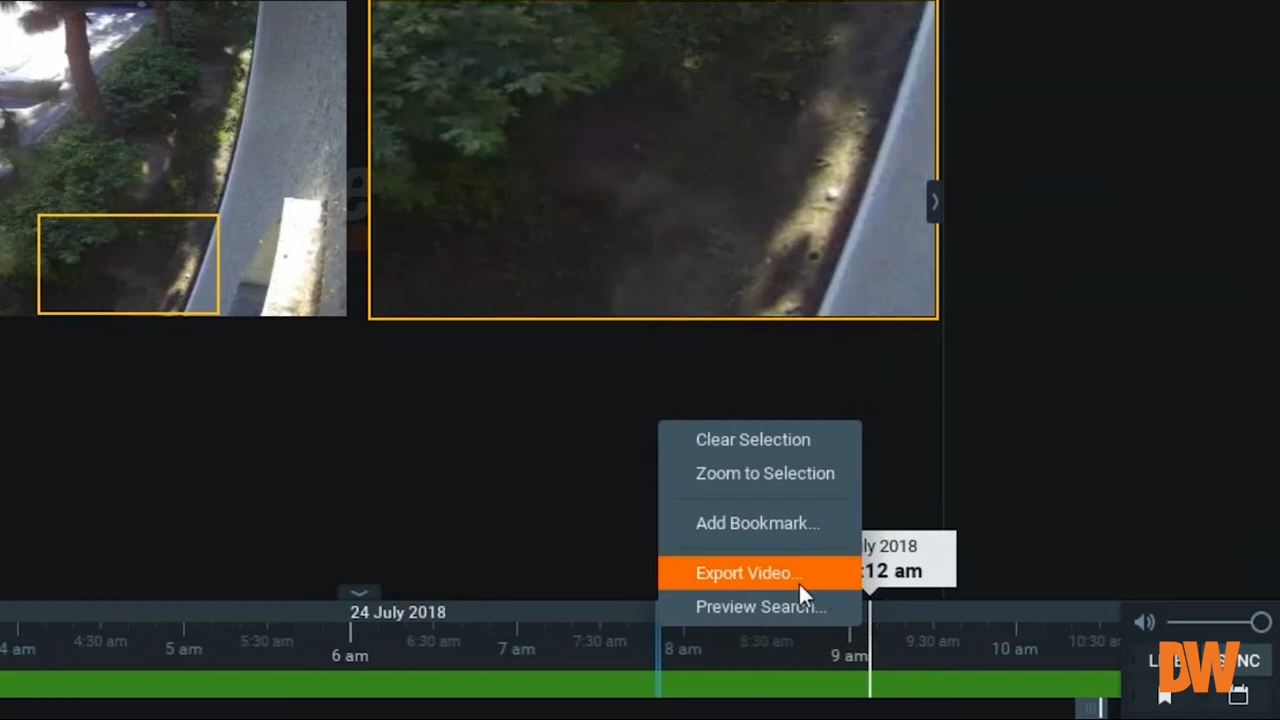 Clear Selection
Zoom to Selection
Add Bookmark...
Export Video...
Preview Search...
ly 2018
:12 am
24 July 2018
4 am
4:30 am
5 am
5:30 am
6 am
6:30 am
7 am
7:30 am
8 am
8:30 am
9 am
9:30 am
10 am
10:30 am
DW